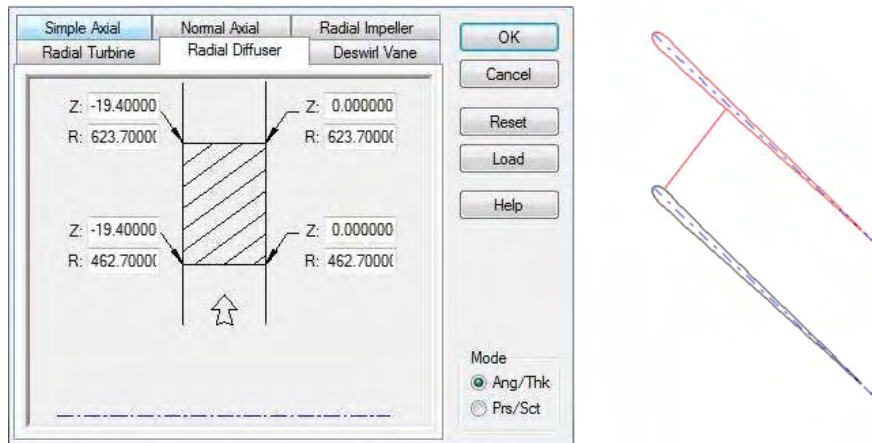 Simple Axial Normal Axial Radial Impeller
Radial Turbine Radial Diffuser Deswirl Vane
Z: -19.40000 Z: 0.000000
R: 623.7000( R: 623.7000(
Z: -19.40000 Z: 0.000000
R: 462.7000( R: 462.7000(
OK
Cancel
Reset
Load
Help
Mode
Ang/Thk
Prs/Sct